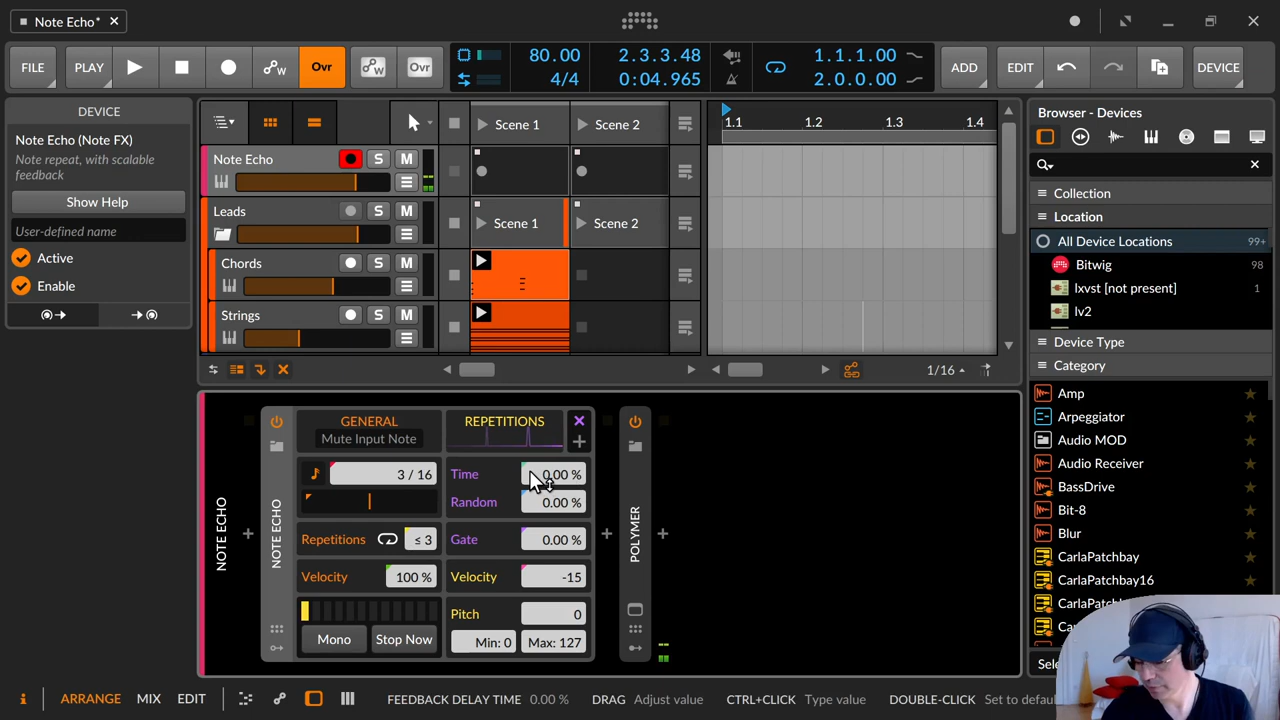 Note Echo*
FILE
PLAY
Ovr
Ovr
80.00
4/4
2.3.3.48
0:04.965
1.1.1.00
2.0.0.00
ADD
EDIT
DEVICE
DEVICE
Note Echo (Note FX)
Note repeat, with scalable
feedback
Show Help
User-defined name
Active
Enable
Scene 1
Scene 2
Note Echo
S
M
Leads
S
M
Scene 1
Scene 2
Chords
S
M
Strings
S
M
1.1
1.2
1.3
1.4
1/16
Browser - Devices
Collection
Location
All Device Locations
99+
Bitwig
98
Ixvst [not present]
1
lv2
Device Type
Category
Amp
Arpeggiator
Audio MOD
Audio Receiver
BassDrive
Bit-8
Blur
CarlaPatchbay
CarlaPatchbay16
NOTE ECHO
NOTE ECHO
GENERAL
Mute Input Note
3 / 16
Repetitions
≤ 3
Velocity
100 %
Mono
Stop Now
REPETITIONS
Time
0.00 %
Random
0.00 %
Gate
0.00 %
Velocity
-15
Pitch
0
Min: 0
Max: 127
POLYMER
ARRANGE
MIX
EDIT
FEEDBACK DELAY TIME
0.00 %
DRAG
Adjust value
CTRL+CLICK
Type value
DOUBLE-CLICK